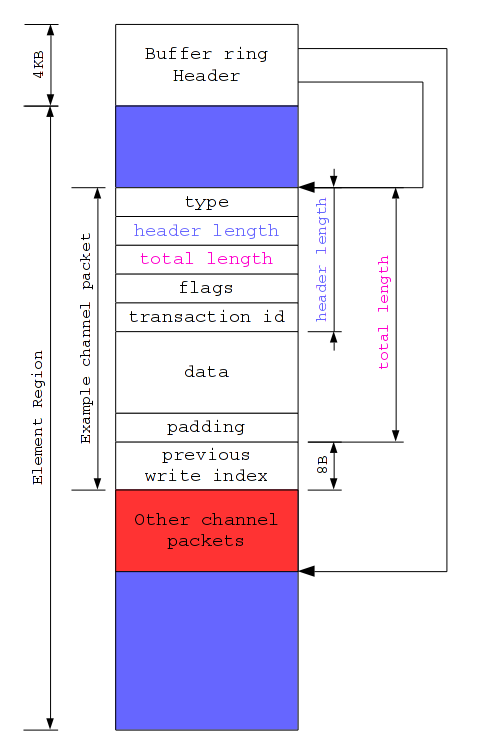 Buffer ring
Header
4KB
type
header length
total length
flags
transaction id
data
padding
previous
write index
Other channel
packets
Element Region
Example channel packet
header length
total length
8B